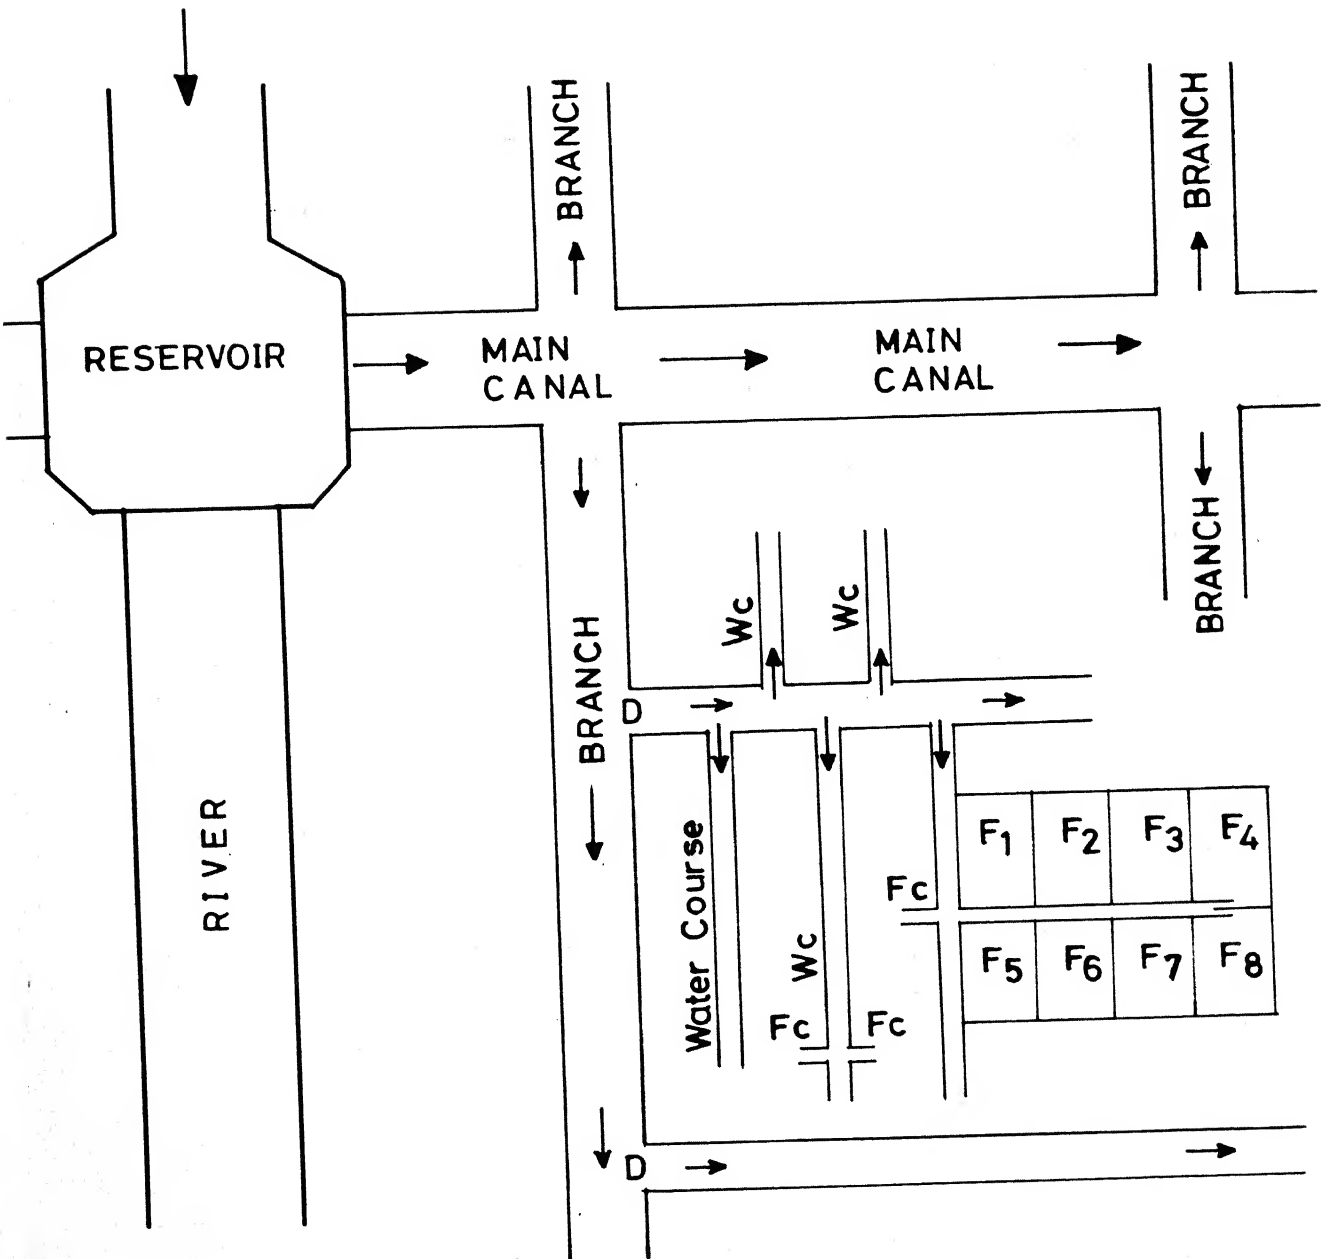 BRANCH
BRANCH
RESERVOIR
MAIN
CANAL
MAIN
CANAL
BRANCH
Wc
Wc
BRANCH
D
RIVER
Water Course
Wc
Fc
F1 F2 F3 F4
F5 F6 F7 F8
Fc Fc
D